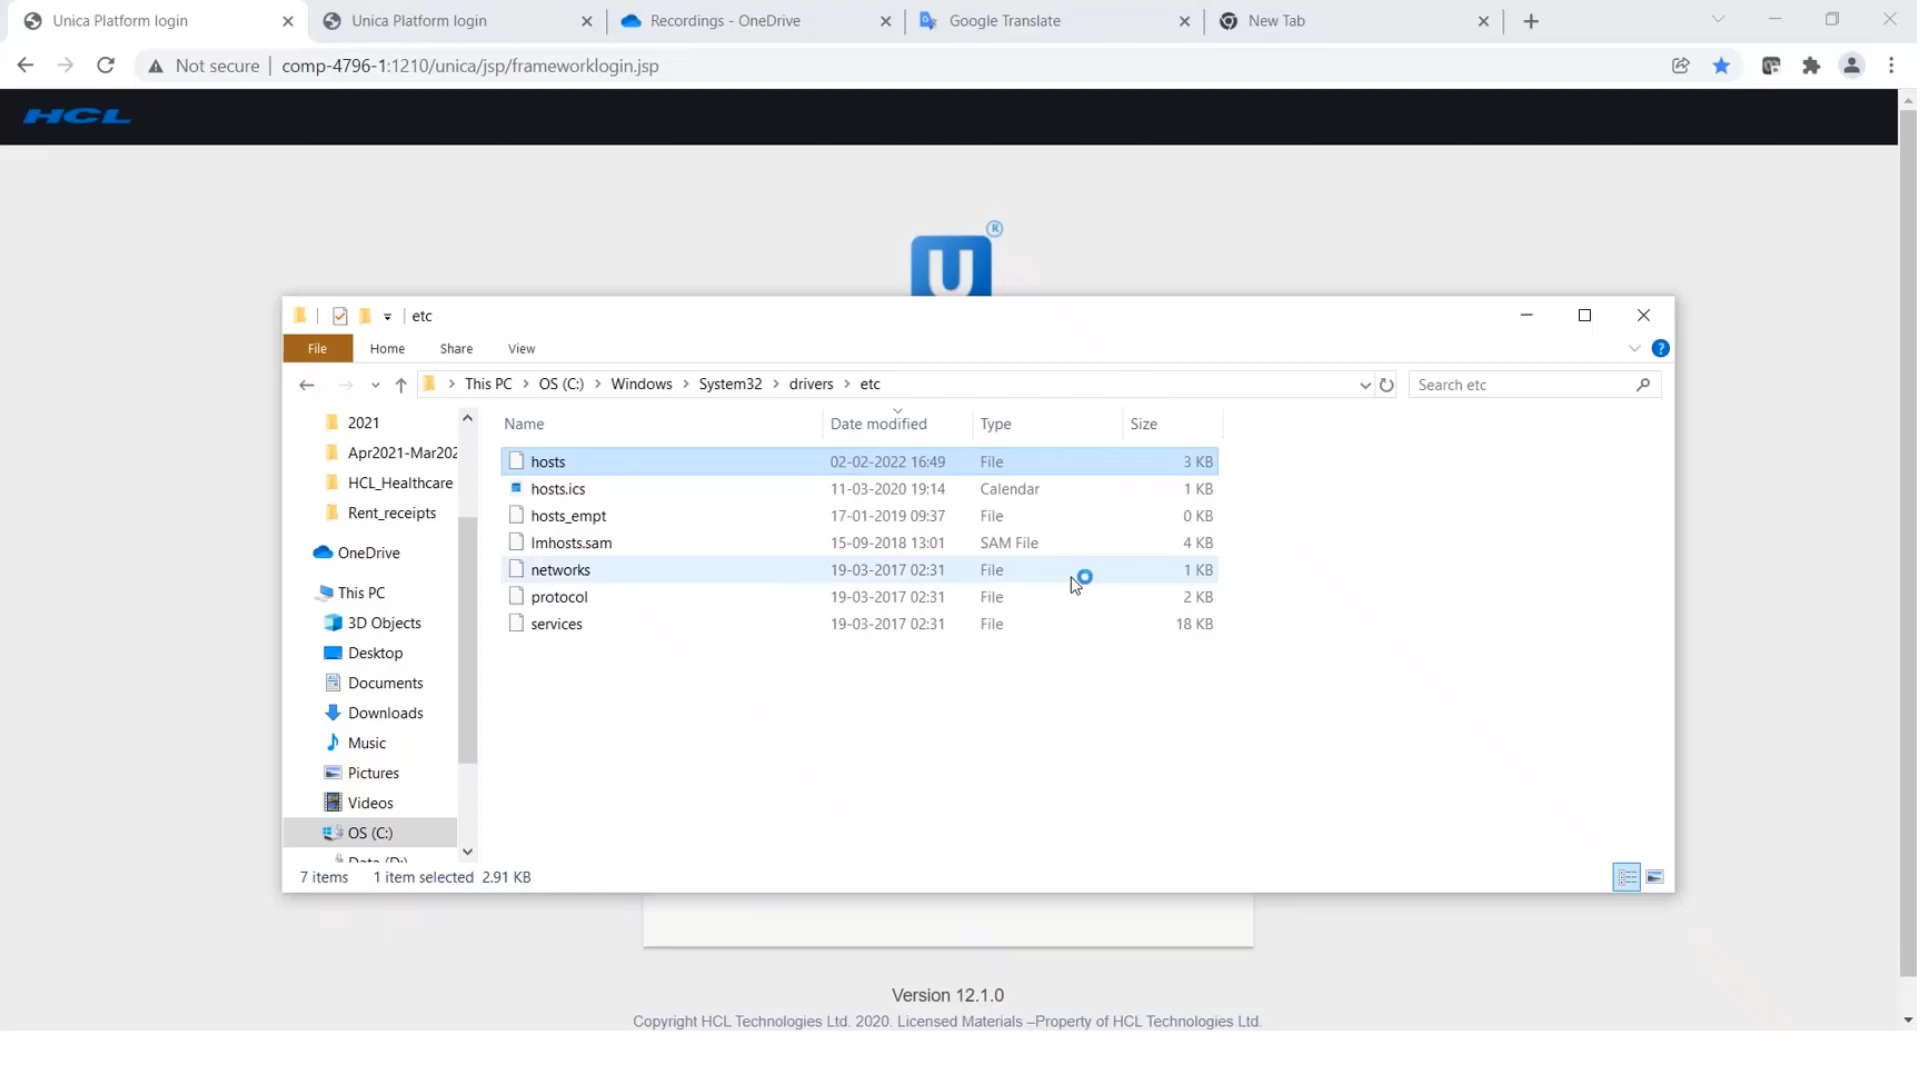 Unica Platform login
Unica Platform login
Recordings - OneDrive
Google Translate
New Tab
Not secure
comp-4796-1:1210/unica/jsp/frameworklogin.jsp
HCL
U ®
etc
File
Home
Share
View
This PC > OS (C:) > Windows > System32 > drivers > etc
Search etc
Name
Date modified
Type
Size
hosts 02-02-2022 16:49 File 3 KB
hosts.ics 11-03-2020 19:14 Calendar 1 KB
hosts_empt 17-01-2019 09:37 File 0 KB
lmhosts.sam 15-09-2018 13:01 SAM File 4 KB
networks 19-03-2017 02:31 File 1 KB
protocol 19-03-2017 02:31 File 2 KB
services 19-03-2017 02:31 File 18 KB
2021
Apr2021-Mar202
HCL_Healthcare
Rent_receipts
OneDrive
This PC
3D Objects
Desktop
Documents
Downloads
Music
Pictures
Videos
OS (C:)
Data (D:)
7 items
1 item selected 2.91 KB
Version 12.1.0
Copyright HCL Technologies Ltd. 2020. Licensed Materials –Property of HCL Technologies Ltd.